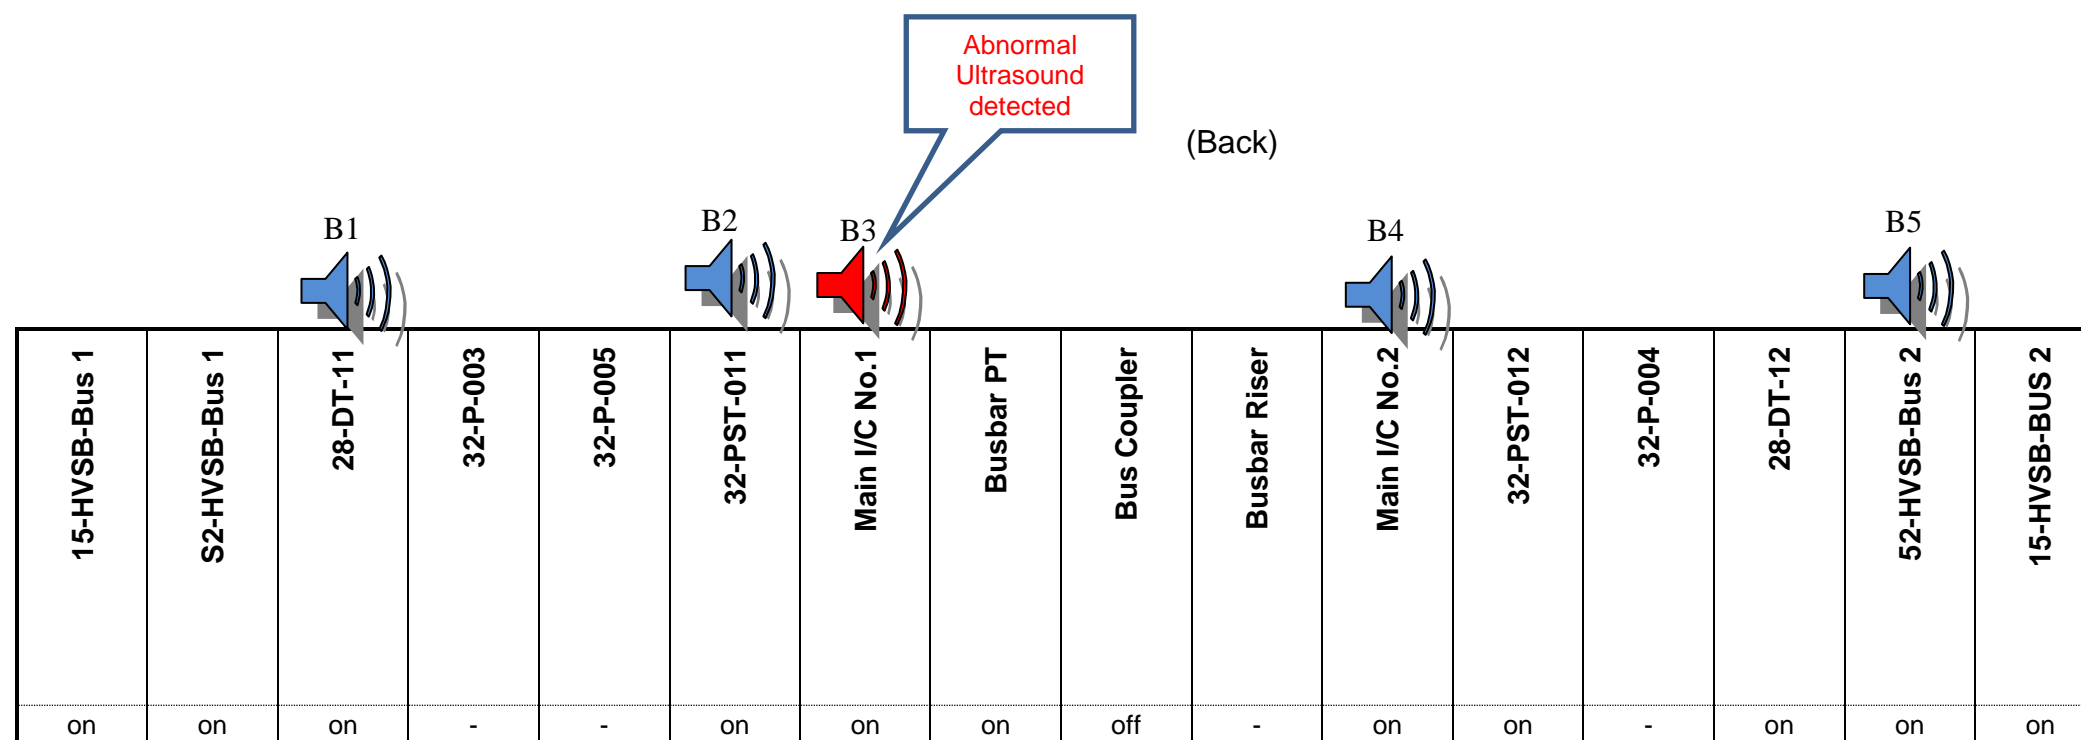 Abnormal
Ultrasound
detected
(Back)
B1
B2
B3
B4
B5
15-HVSB-Bus 1
S2-HVSB-Bus 1
28-DT-11
32-P-003
32-P-005
32-PST-011
Main I/C No.1
Busbar PT
Bus Coupler
Busbar Riser
Main I/C No.2
32-PST-012
32-P-004
28-DT-12
52-HVSB-Bus 2
15-HVSB-BUS 2
on on on - - on on on off - on on - on on on